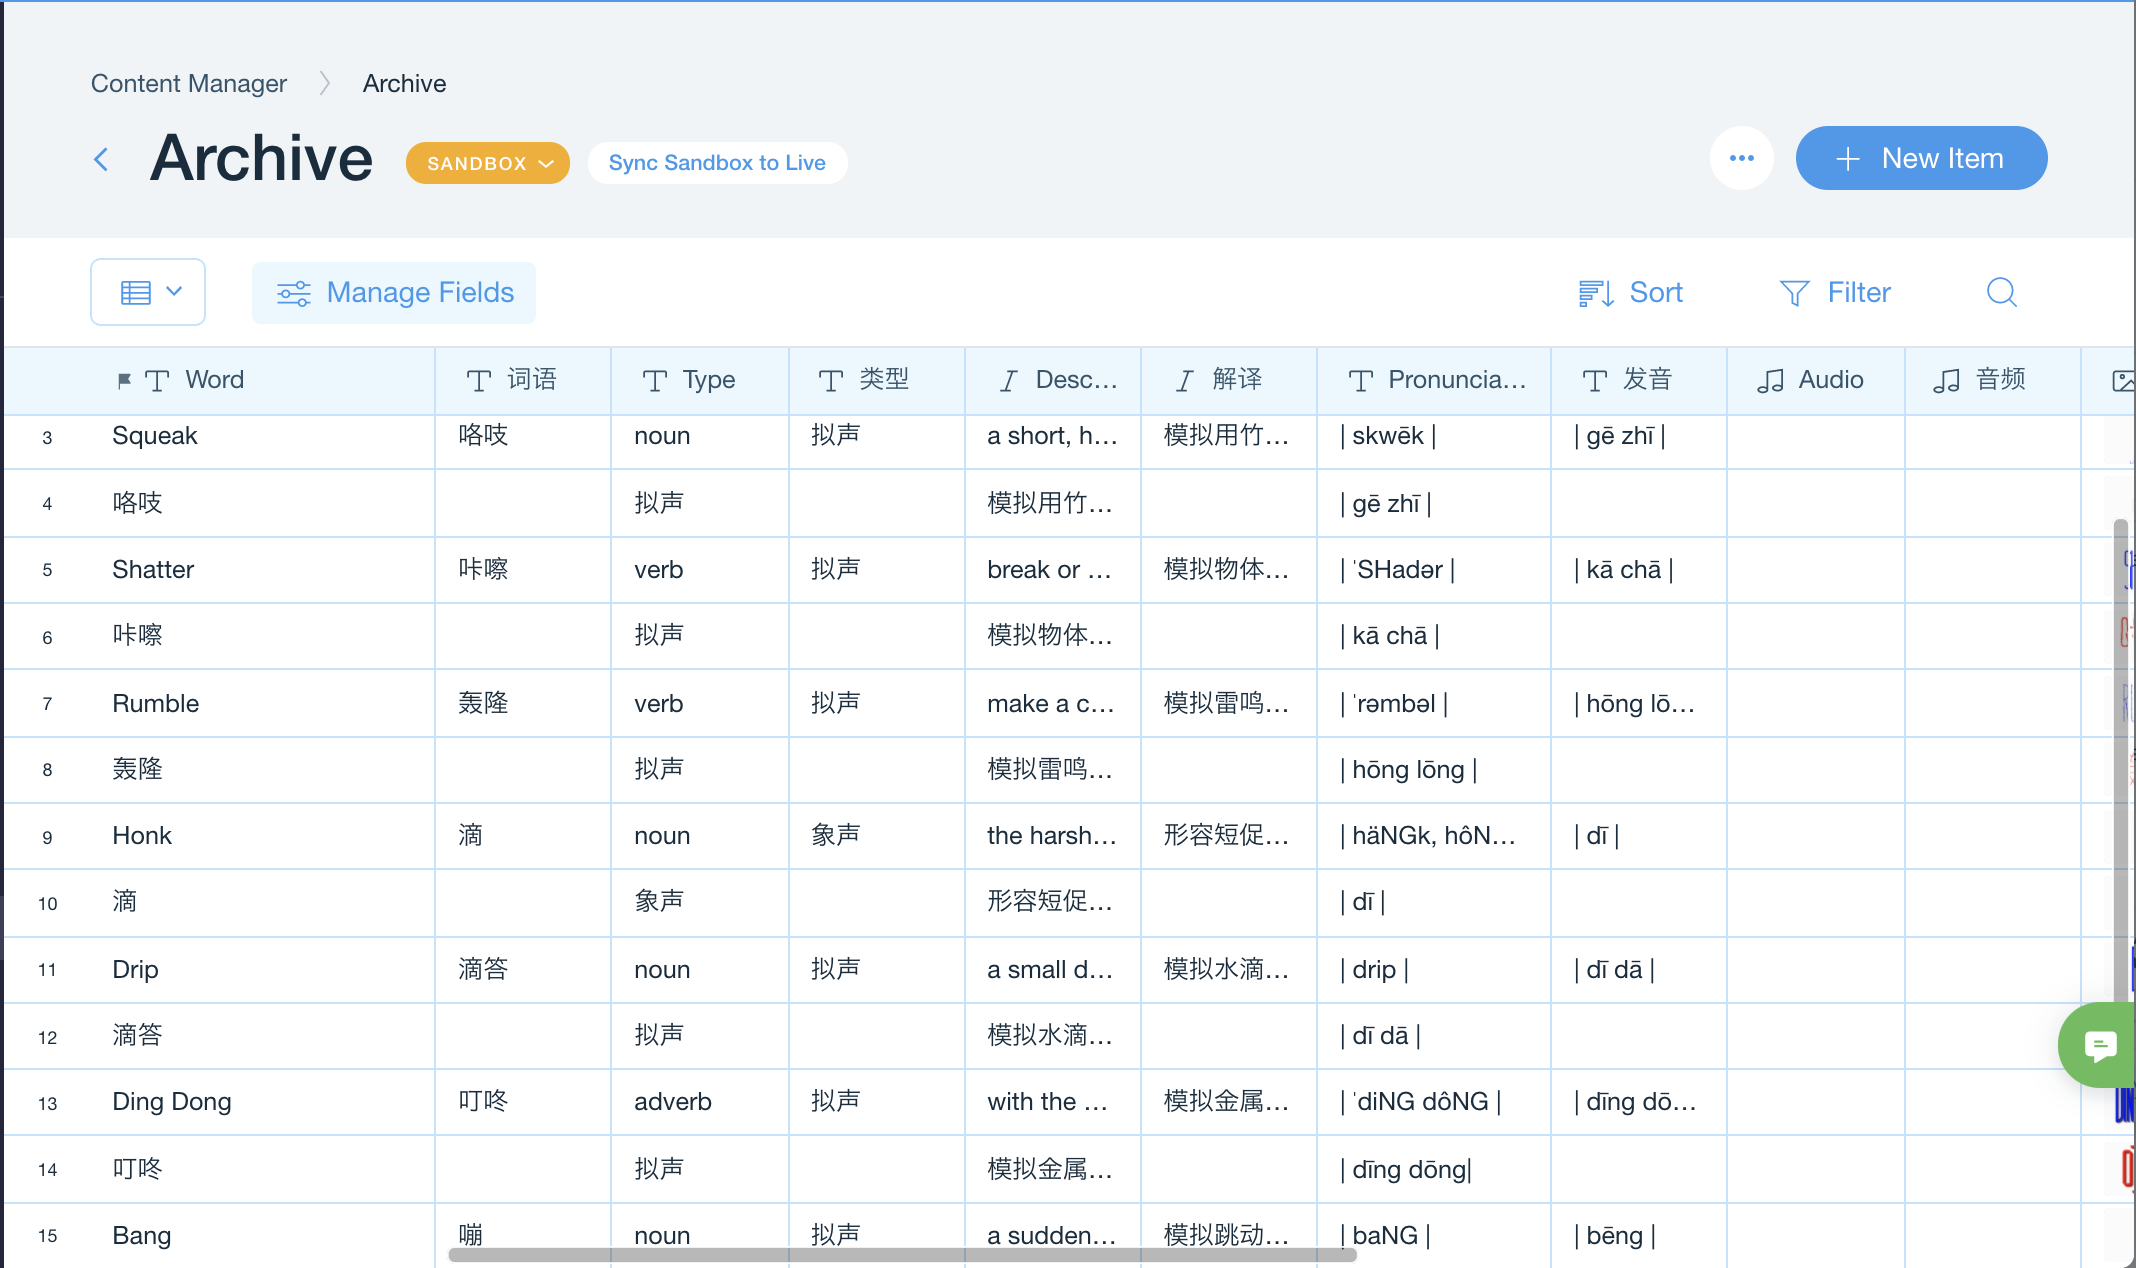 Content Manager > Archive
Archive SANDBOX Sync Sandbox to Live ••• + New Item
Manage Fields Sort Filter
Word 词语 Type 类型 Desc... 解译 Pronuncia... 发音 Audio 音频
3 Squeak 咯吱 noun 拟声 a short, h... 模拟用竹... | skwēk | | gē zhī |
4 咯吱 拟声 模拟用竹... | gē zhī |
5 Shatter 咔嚓 verb 拟声 break or ... 模拟物体... | ˈSHadər | | kā chā |
6 咔嚓 拟声 模拟物体... | kā chā |
7 Rumble 轰隆 verb 拟声 make a c... 模拟雷鸣... | ˈrəmbəl | | hōng lō...
8 轰隆 拟声 模拟雷鸣... | hōng lōng |
9 Honk 滴 noun 象声 the harsh... 形容短促... | häNGk, hôN... | dī |
10 滴 象声 形容短促... | dī |
11 Drip 滴答 noun 拟声 a small d... 模拟水滴... | drip | | dī dā |
12 滴答 拟声 模拟水滴... | dī dā |
13 Ding Dong 叮咚 adverb 拟声 with the ... 模拟金属... | ˈdiNG dôNG | | dīng dō...
14 叮咚 拟声 模拟金属... | dīng dōng|
15 Bang 嘣 noun 拟声 a sudden... 模拟跳动... | baNG | | bēng |